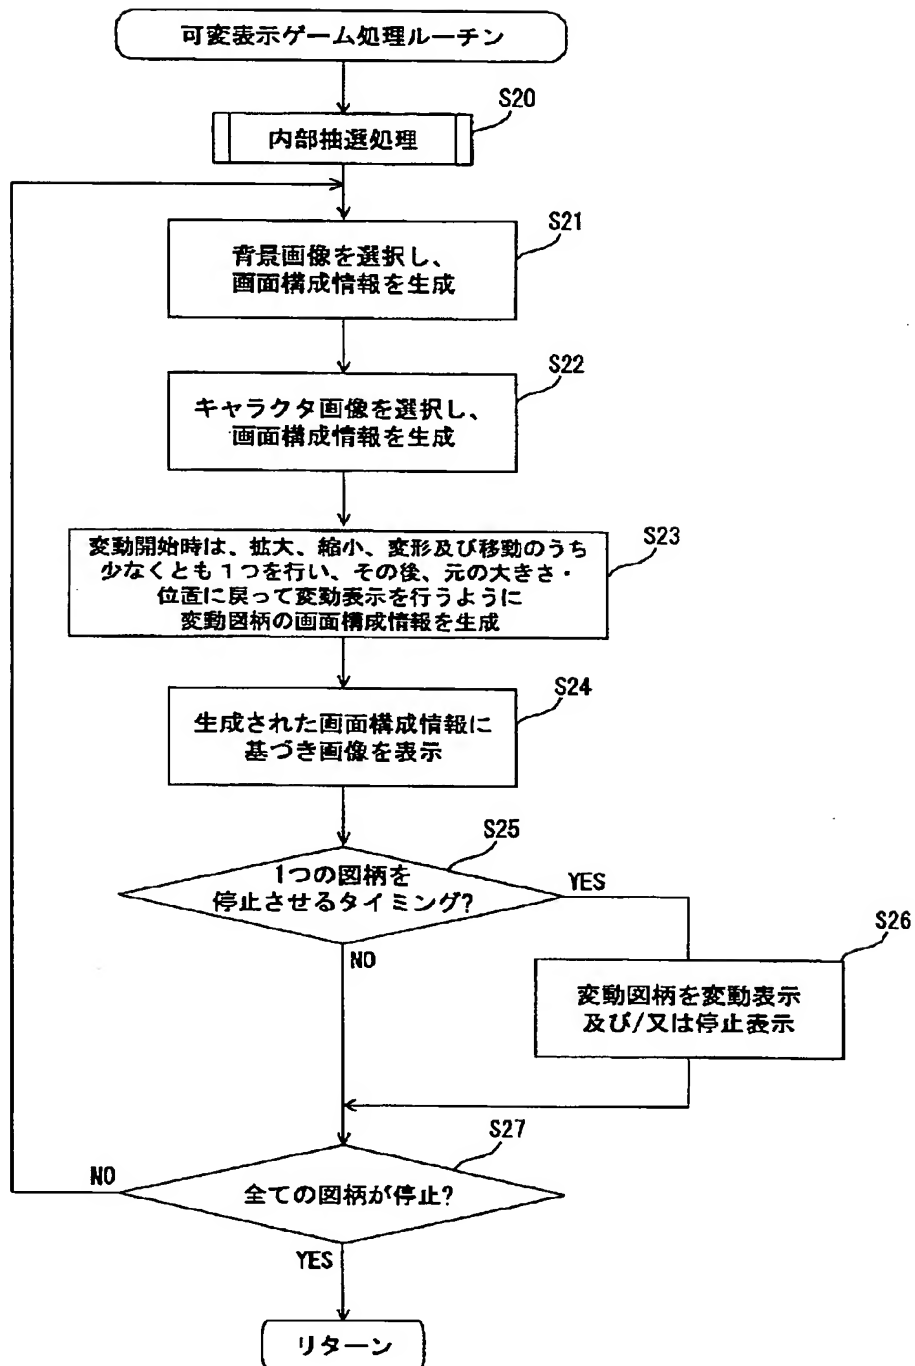 可変表示ゲーム処理ルーチン
S20
内部抽選処理
S21
背景画像を選択し、
画面構成情報を生成
S22
キャラクタ画像を選択し、
画面構成情報を生成
S23
変動開始時は、拡大、縮小、変形及び移動のうち
少なくとも1つを行い、その後、元の大きさ・
位置に戻って変動表示を行うように
変動図柄の画面構成情報を生成
S24
生成された画面構成情報に
基づき画像を表示
S25
1つの図柄を
停止させるタイミング?
YES
NO
S26
変動図柄を変動表示
及び/又は停止表示
S27
全ての図柄が停止?
NO
YES
リターン